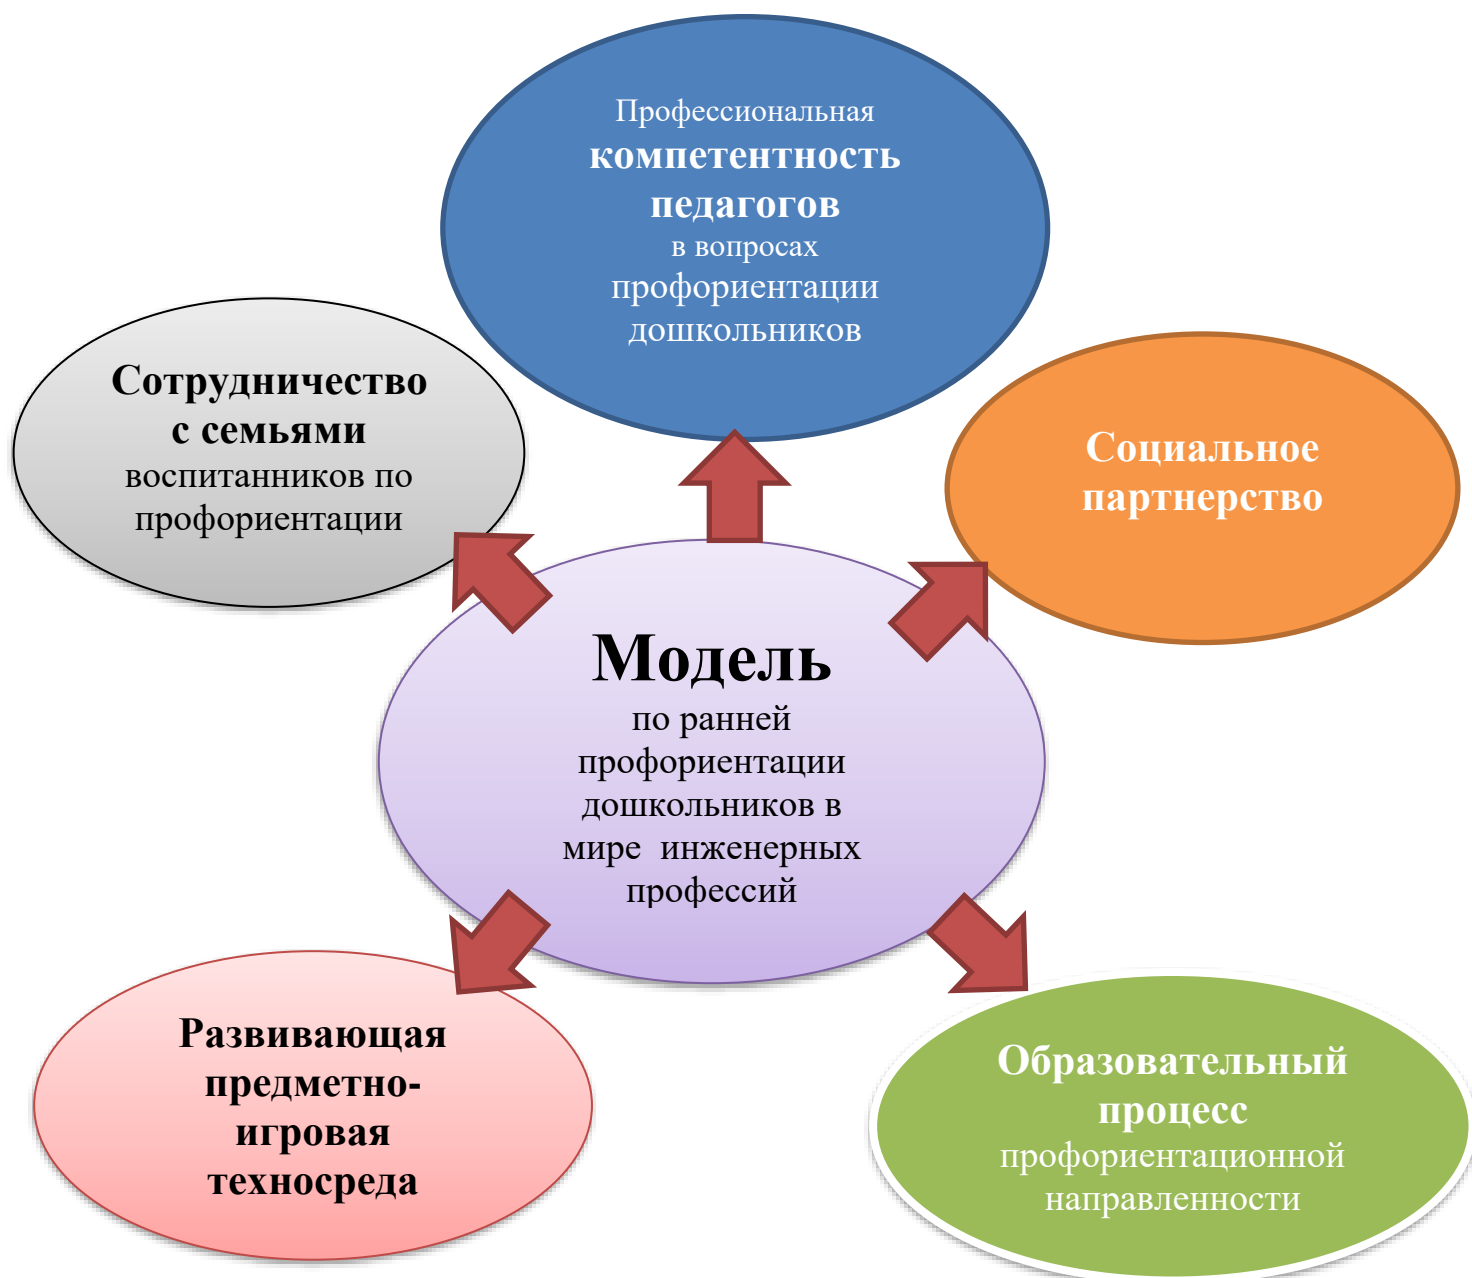 Профессиональная
компетентность
педагогов
в вопросах
профориентации
дошкольников
Сотрудничество
с семьями
воспитанников по
профориентации
Социальное
партнерство
Модель
по ранней
профориентации
дошкольников в
мире  инженерных
профессий
Развивающая
предметно-
игровая
техносреда
Образовательный
процесс
профориентационной
направленности